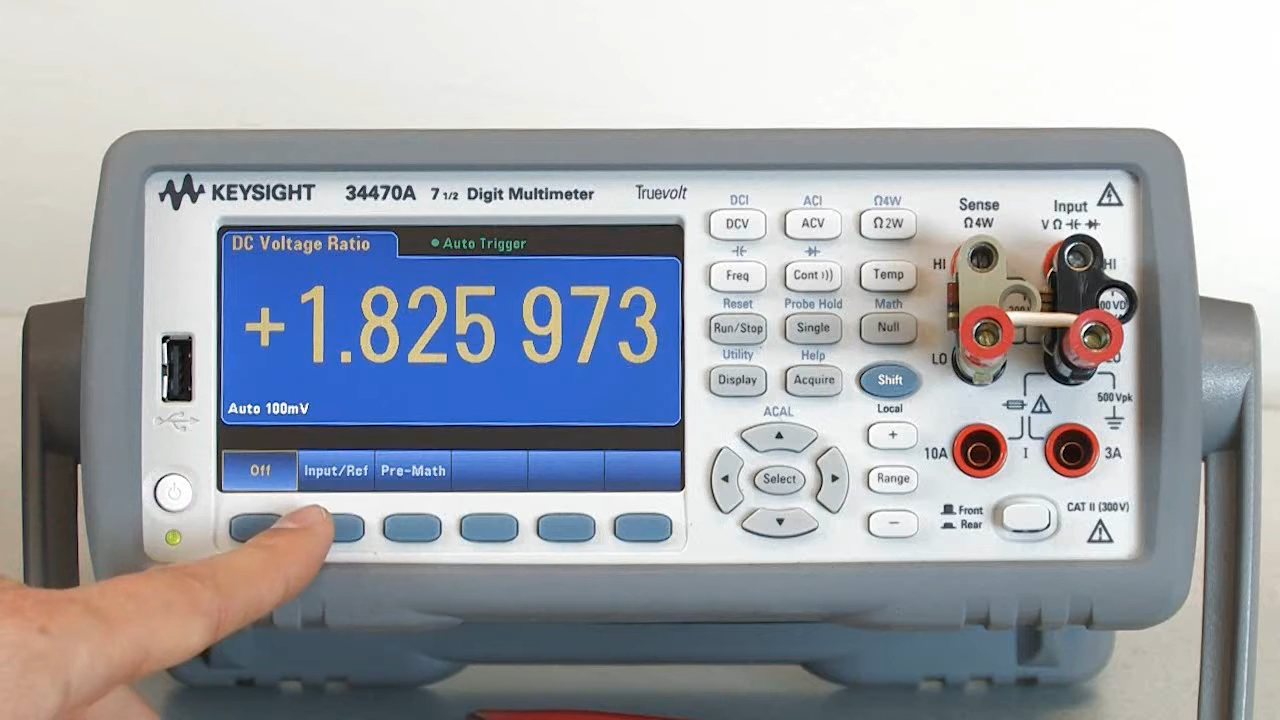 KEYSIGHT 34470A 7 1/2 Digit Multimeter Truevolt
DC Voltage Ratio
Auto Trigger
+1.825 973
Auto 100mV
Off Input/Ref Pre-Math
DCI ACI Ω4W
DCV ACV Ω2W
Freq Cont Temp
Reset Probe Hold Math
Run/Stop Single Null
Utility Help
Display Acquire Shift
ACAL Local
Select
+
Range
−
Sense Input
Ω4W V Ω
HI HI
LO
500Vpk
10A I 3A
Front
Rear
CAT II (300V)